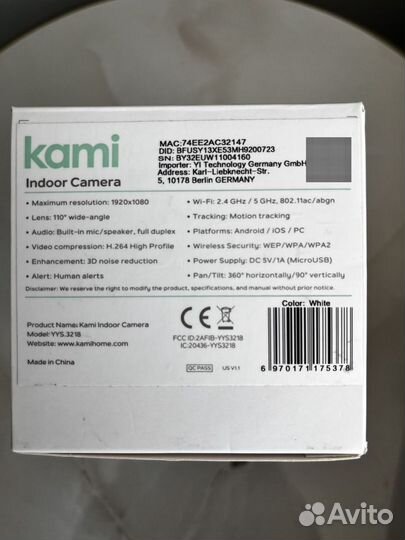 kami
Indoor Camera
MAC:74EE2AC32147
DID: BFUSY13XE53MH9200723
SN: BY32EUW11004160
Importer: YI Technology Germany GmbH
Address: Karl-Liebknecht-Str.
5, 10178 Berlin GERMANY
• Maximum resolution: 1920x1080
• Lens: 110° wide-angle
• Audio: Built-in mic/speaker, full duplex
• Video compression: H.264 High Profile
• Enhancement: 3D noise reduction
• Alert: Human alerts
• Wi-Fi: 2.4 GHz / 5 GHz, 802.11ac/abgn
• Tracking: Motion tracking
• Platforms: Android / iOS / PC
• Wireless Security: WEP/WPA/WPA2
• Power Supply: DC 5V/1A (MicroUSB)
• Pan/Tilt: 360° horizontally/90° vertically
Disclaimer: We reserve the right to modify the product, specifications, and manual without prior notice.
Product Name: Kami Indoor Camera
Model: YYS.3218
Website: www.kamihome.com
Made in China
FCC ID:2AFIB-YYS3218
IC:20436-YYS3218
QC PASS
US V1.1
Color: White
6 970171 175378
Avito